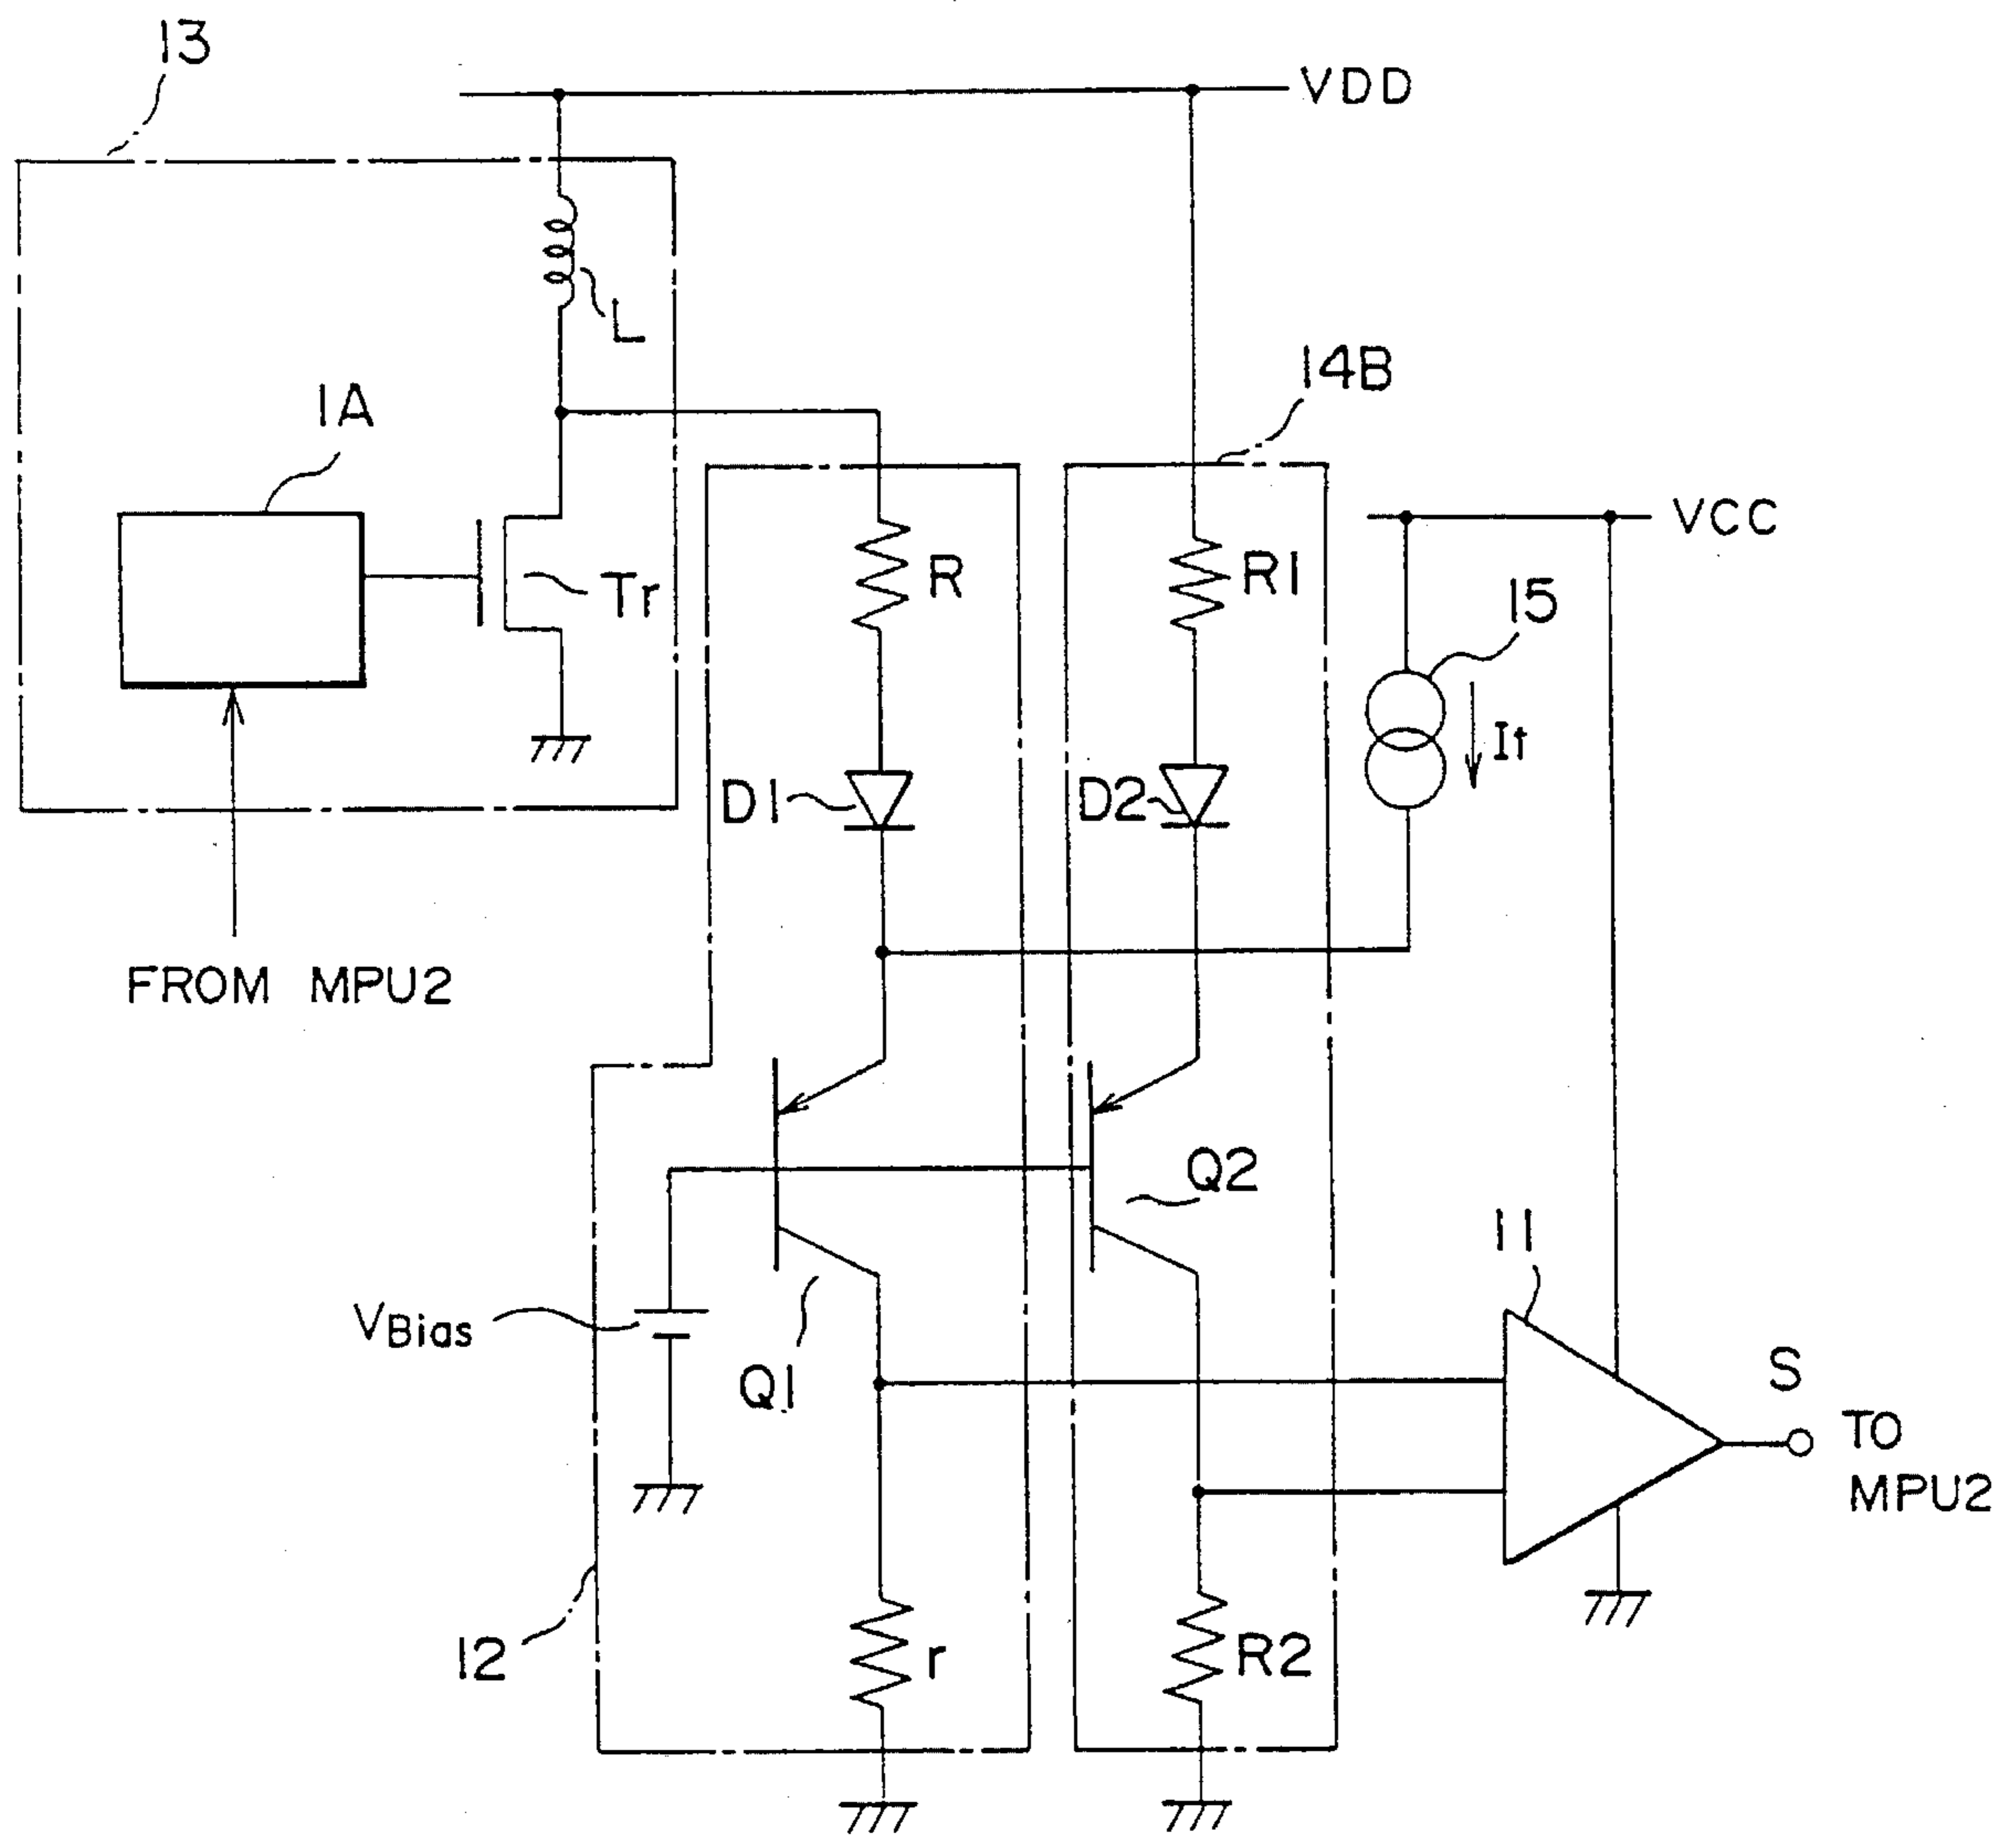 13
VDD
L
14B
1A
VCC
R
R1
15
Tr
It
D1
D2
FROM MPU2
Q2
11
VBias
Q1
S
TO
MPU2
12
r
R2